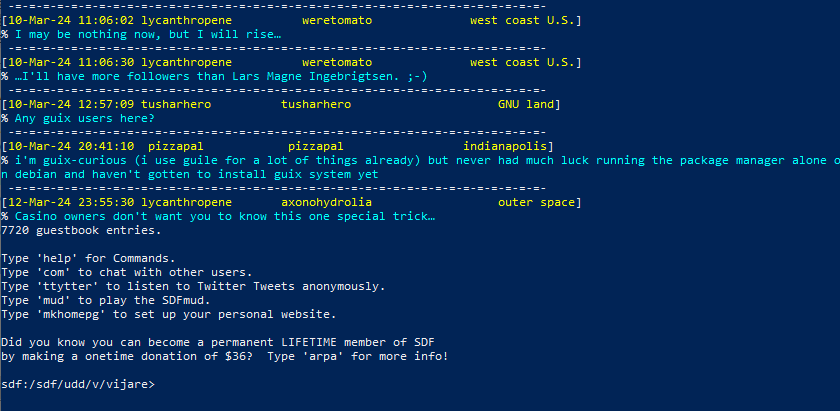 -=-=-=-=-=-=-=-=-=-=-=-=-=-=-=-=-=-=-=-=-=-=-=-=-=-=-=-=-=-=-=-=-=-=-=-=-=-
[10-Mar-24 11:06:02 lycanthropene weretomato west coast U.S.]
% I may be nothing now, but I will rise…
-=-=-=-=-=-=-=-=-=-=-=-=-=-=-=-=-=-=-=-=-=-=-=-=-=-=-=-=-=-=-=-=-=-=-=-=-=-
[10-Mar-24 11:06:30 lycanthropene weretomato west coast U.S.]
% …I'll have more followers than Lars Magne Ingebrigtsen. ;-)
-=-=-=-=-=-=-=-=-=-=-=-=-=-=-=-=-=-=-=-=-=-=-=-=-=-=-=-=-=-=-=-=-=-=-=-=-=-
[10-Mar-24 12:57:09 tusharhero tusharhero GNU land]
% Any guix users here?
-=-=-=-=-=-=-=-=-=-=-=-=-=-=-=-=-=-=-=-=-=-=-=-=-=-=-=-=-=-=-=-=-=-=-=-=-=-
[10-Mar-24 20:41:10 pizzapal pizzapal indianapolis]
% i'm guix-curious (i use guile for a lot of things already) but never had much luck running the package manager alone o
n debian and haven't gotten to install guix system yet
-=-=-=-=-=-=-=-=-=-=-=-=-=-=-=-=-=-=-=-=-=-=-=-=-=-=-=-=-=-=-=-=-=-=-=-=-=-
[12-Mar-24 23:55:30 lycanthropene axonohydrolia outer space]
% Casino owners don't want you to know this one special trick…
7720 guestbook entries.
Type 'help' for Commands.
Type 'com' to chat with other users.
Type 'ttytter' to listen to Twitter Tweets anonymously.
Type 'mud' to play the SDFmud.
Type 'mkhomepg' to set up your personal website.
Did you know you can become a permanent LIFETIME member of SDF
by making a onetime donation of $36?  Type 'arpa' for more info!
sdf:/sdf/udd/v/vijare>